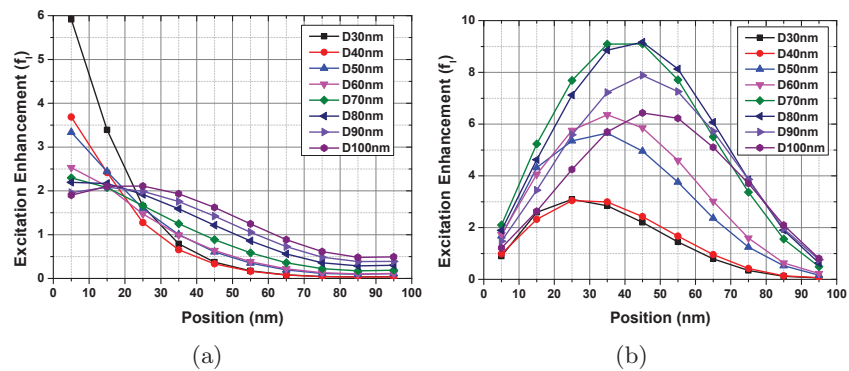 Excitation Enhancement (fI)
6
5
4
3
2
1
0
0 10 20 30 40 50 60 70 80 90 100
Position (nm)
D30nm
D40nm
D50nm
D60nm
D70nm
D80nm
D90nm
D100nm
(a)
Excitation Enhancement (fI)
10
8
6
4
2
0
0 10 20 30 40 50 60 70 80 90 100
Position (nm)
D30nm
D40nm
D50nm
D60nm
D70nm
D80nm
D90nm
D100nm
(b)